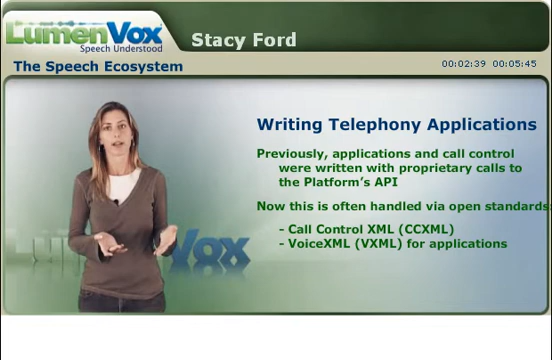 LumenVox
Speech Understood
Stacy Ford
The Speech Ecosystem
00:02:39 00:05:45
Writing Telephony Applications
Previously, applications and call control
were written with proprietary calls to
the Platform's API
Now this is often handled via open standards:
- Call Control XML (CCXML)
- VoiceXML (VXML) for applications
Vox